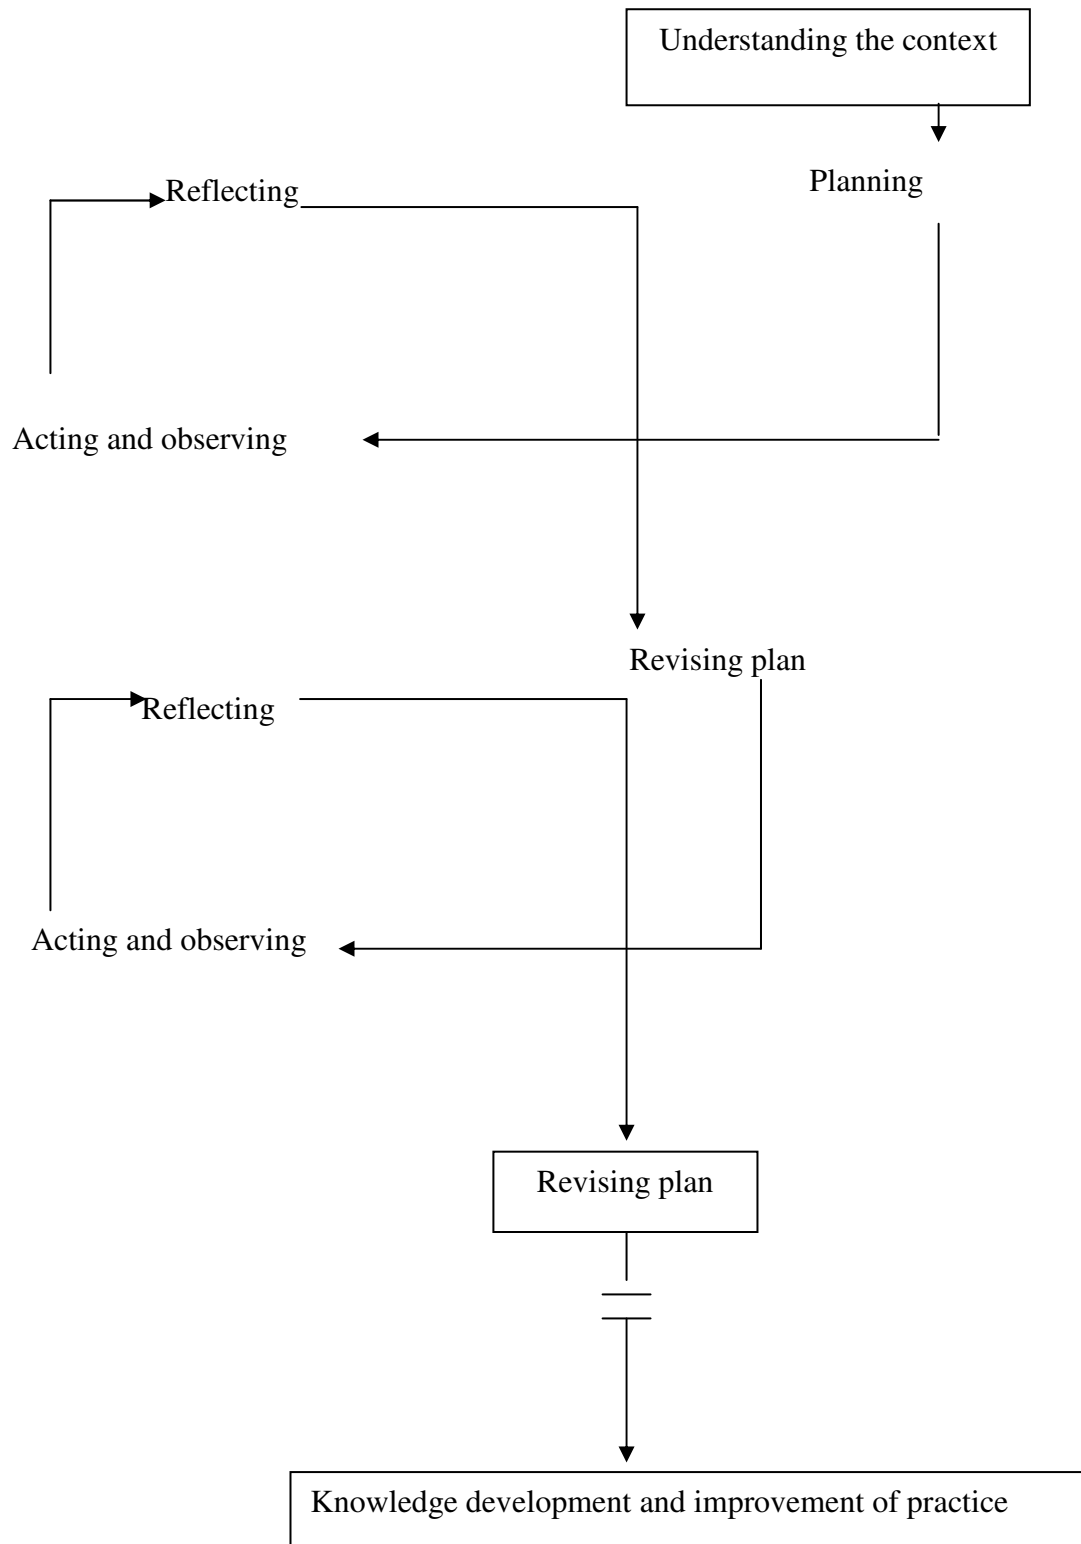 Understanding the context
Planning
Reflecting
Acting and observing
Revising plan
Reflecting
Acting and observing
Revising plan
Knowledge development and improvement of practice